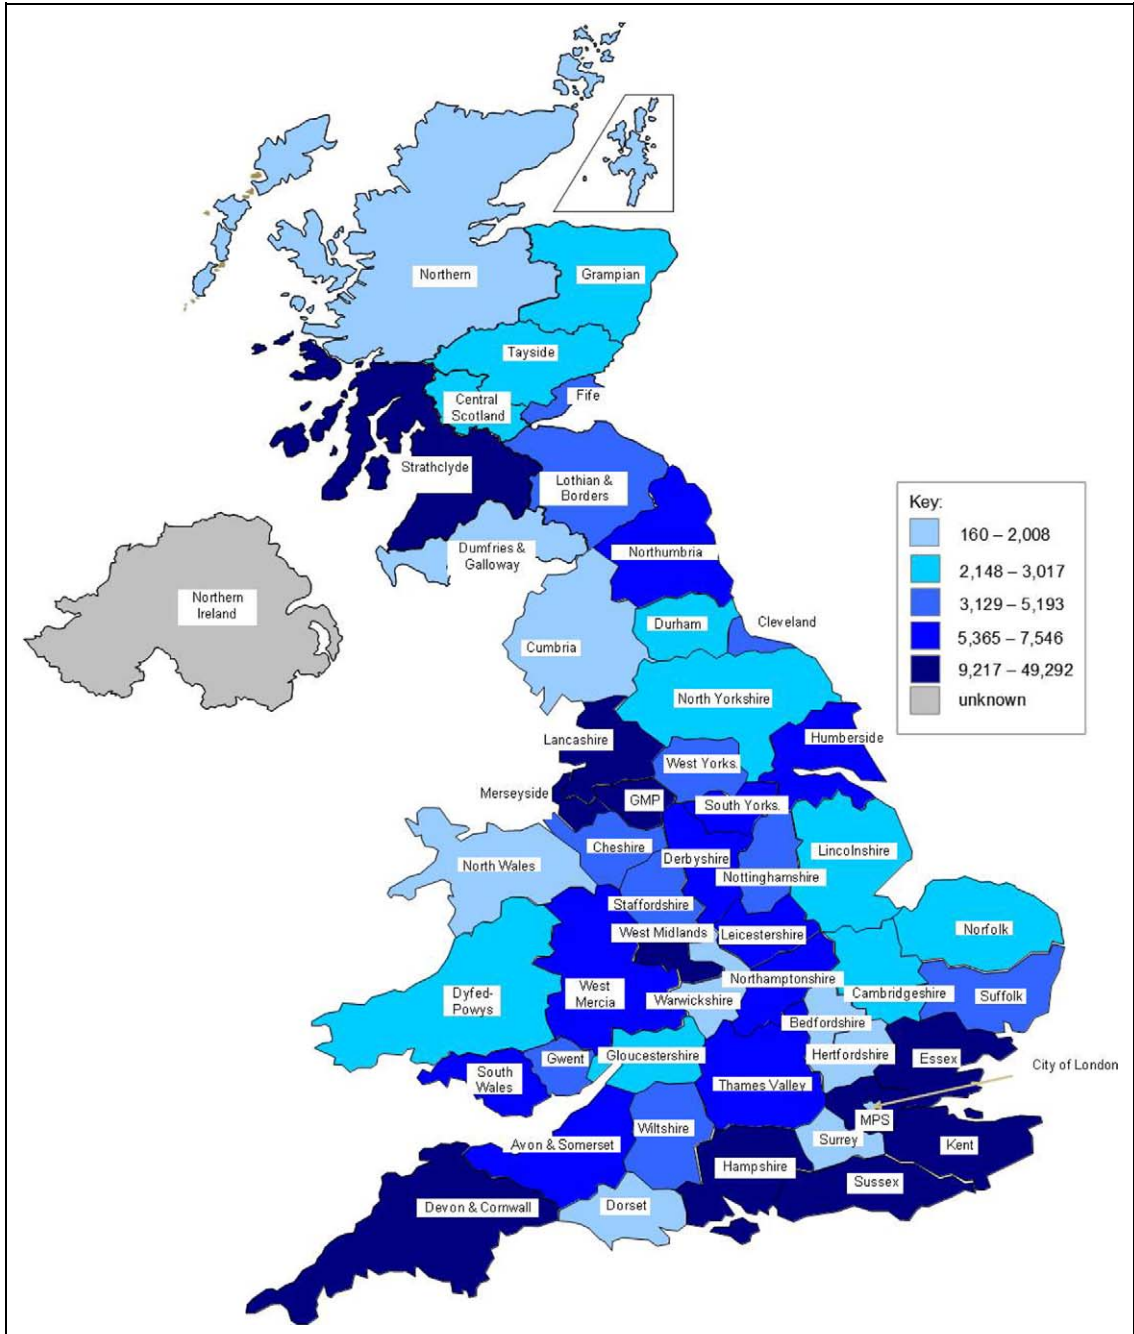 Northern
Grampian
Tayside
Central
Scotland
Fife
Strathclyde
Lothian &
Borders
Dumfries &
Galloway
Northumbria
Northern
Ireland
Key:
160 – 2,008
2,148 – 3,017
3,129 – 5,193
5,365 – 7,546
9,217 – 49,292
unknown
Durham
Cleveland
Cumbria
North Yorkshire
Lancashire
Humberside
West Yorks.
Merseyside
GMP
South Yorks.
Cheshire
Derbyshire
Lincolnshire
North Wales
Nottinghamshire
Staffordshire
West Midlands
Leicestershire
Norfolk
Northamptonshire
Dyfed-
Powys
West
Mercia
Warwickshire
Cambridgeshire
Suffolk
Bedfordshire
Gwent
Gloucestershire
Hertfordshire
Essex
City of London
South
Wales
Thames Valley
MPS
Wiltshire
Avon & Somerset
Surrey
Kent
Hampshire
Sussex
Devon & Cornwall
Dorset